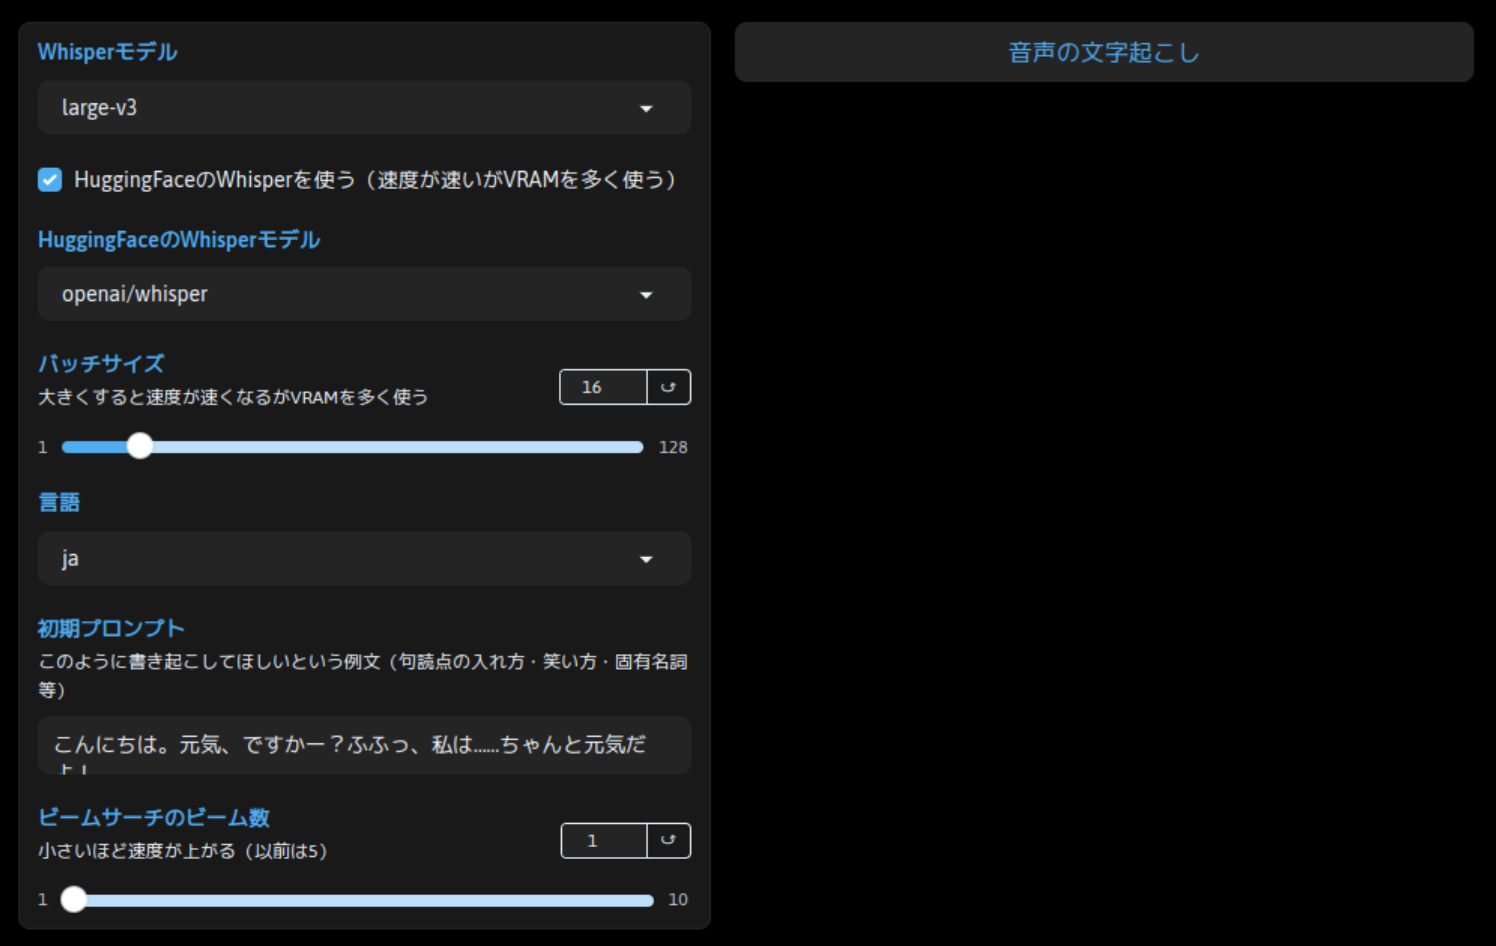 Whisperモデル
large-v3
HuggingFaceのWhisperを使う（速度が速いがVRAMを多く使う）
HuggingFaceのWhisperモデル
openai/whisper
バッチサイズ
大きくすると速度が速くなるがVRAMを多く使う
16
1
128
言語
ja
初期プロンプト
このように書き起こしてほしいという例文（句読点の入れ方・笑い方・固有名詞
等）
こんにちは。元気、ですかー？ふふっ、私は……ちゃんと元気だ
ビームサーチのビーム数
小さいほど速度が上がる（以前は5）
1
1
10
音声の文字起こし